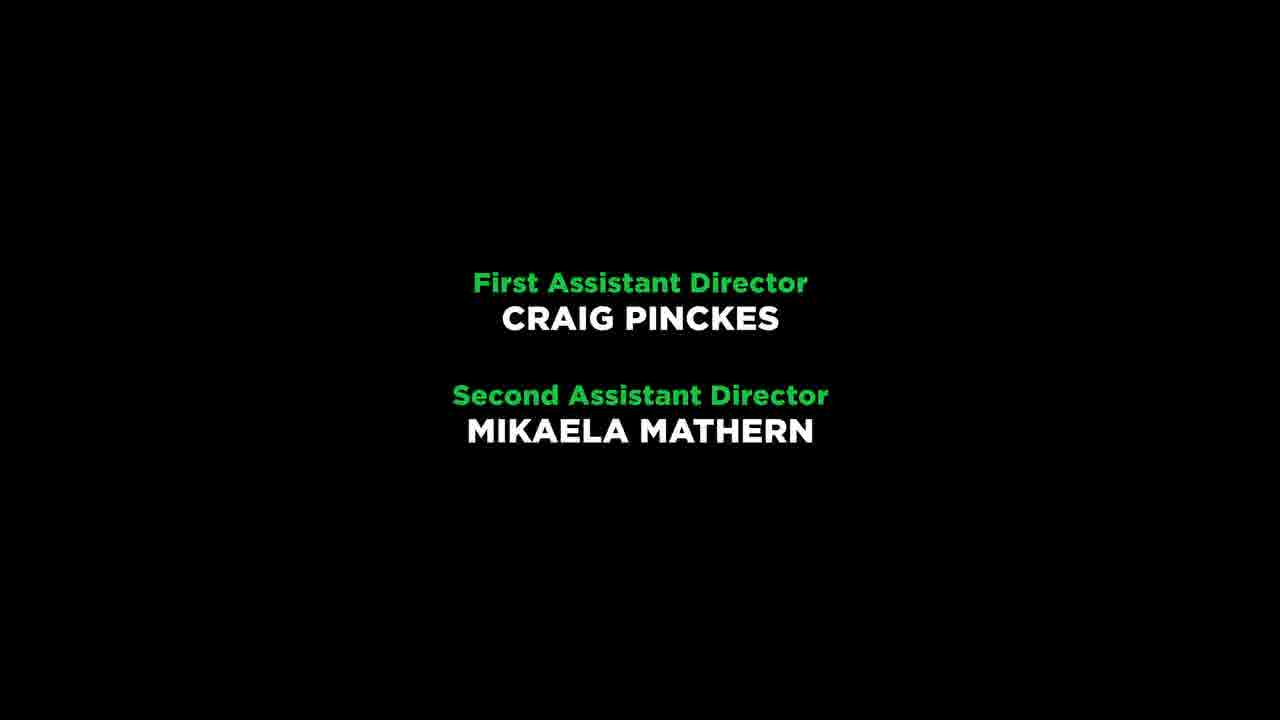 First Assistant Director
CRAIG PINCKES
Second Assistant Director
MIKAELA MATHERN